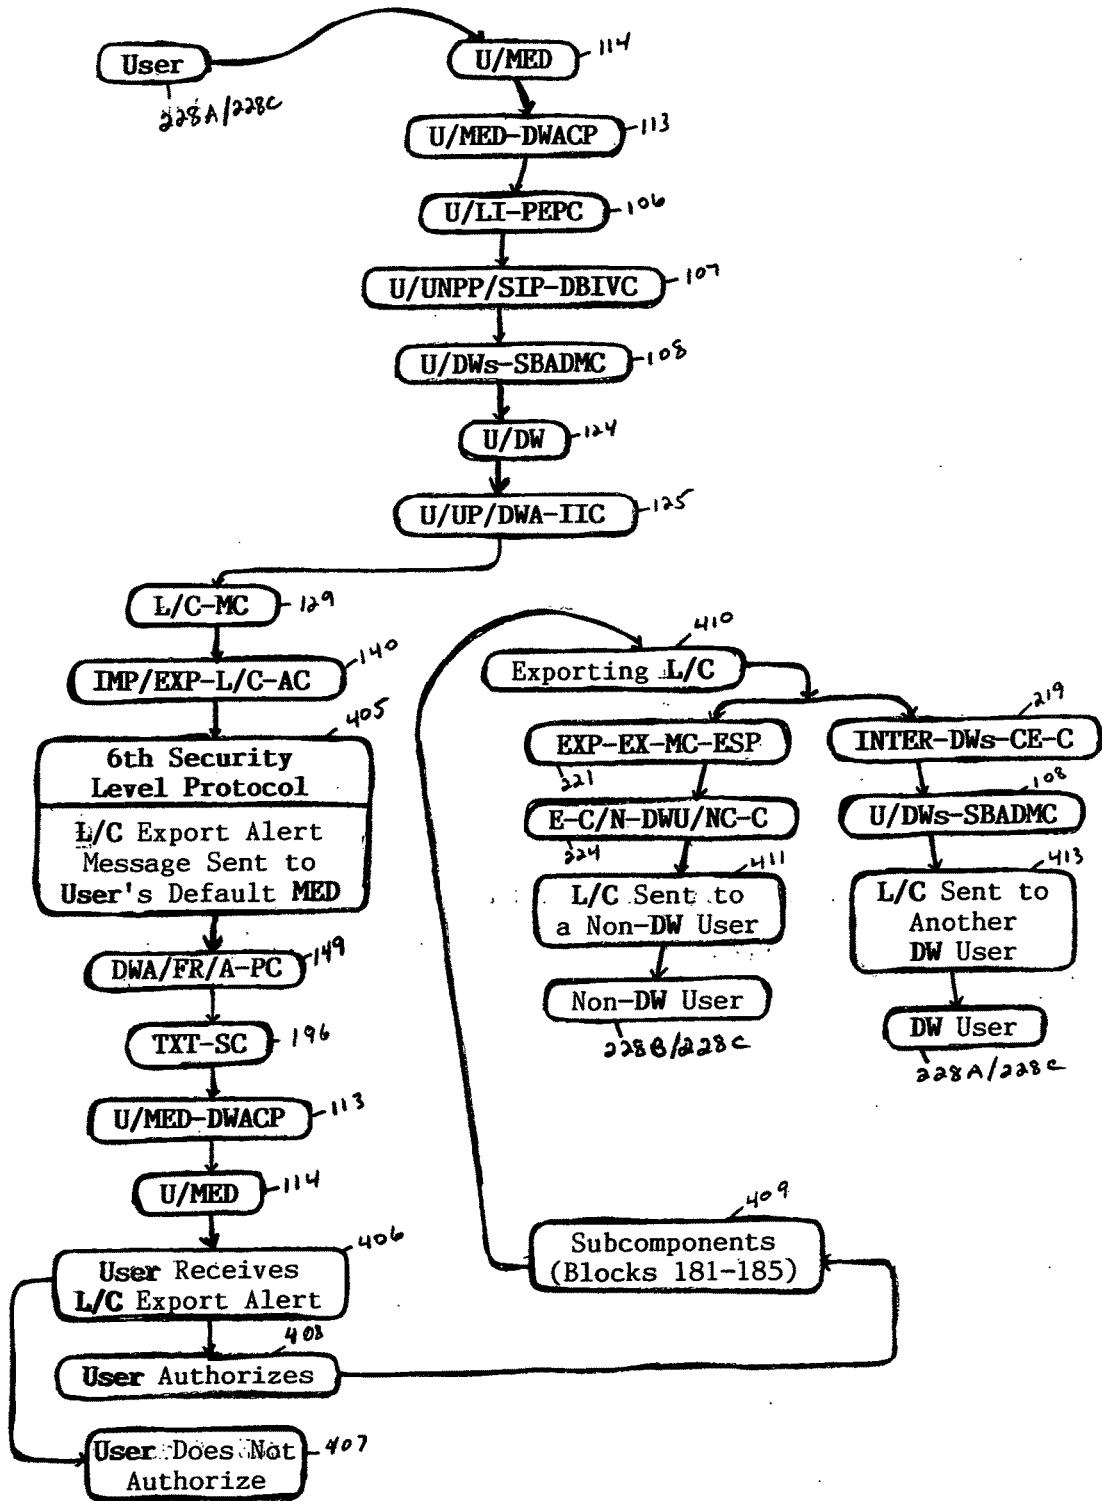 User
228A/228C
U/MED
114
U/MED-DWACP
113
U/LI-PEPC
106
U/UNPP/SIP-DBIVC
107
U/DWs-SBADMC
108
U/DW
124
U/UP/DWA-IIC
125
L/C-MC
129
IMP/EXP-L/C-AC
140
405
6th Security
Level Protocol
L/C Export Alert
Message Sent to
User's Default MED
DWA/FR/A-PC
149
TXT-SC
196
U/MED-DWACP
113
U/MED
114
406
User Receives
L/C Export Alert
408
User Authorizes
User Does Not
Authorize
407
409
Subcomponents
(Blocks 181-185)
410
Exporting L/C
EXP-EX-MC-ESP
221
E-C/N-DWU/NC-C
224
411
L/C Sent to
a Non-DW User
Non-DW User
228B/228C
219
INTER-DWs-CE-C
108
U/DWs-SBADMC
413
L/C Sent to
Another
DW User
DW User
228A/228C